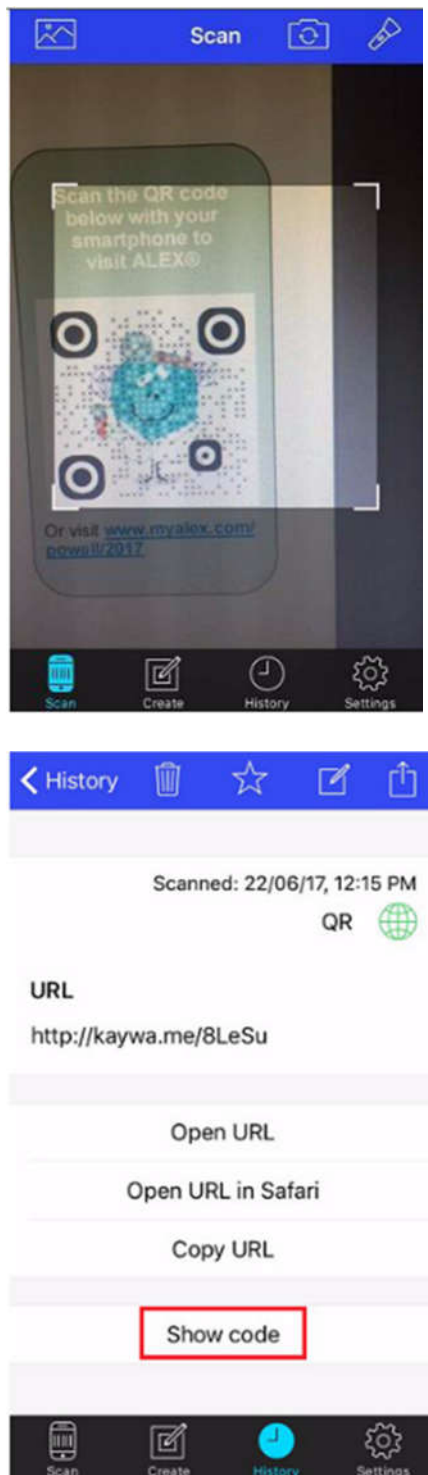 Scan
Scan the QR code
below with your
smartphone to
visit ALEX®
Or visit www.myalex.com/
powell/2017
Scan
Create
History
Settings
History
Scanned: 22/06/17, 12:15 PM
QR
URL
http://kaywa.me/8LeSu
Open URL
Open URL in Safari
Copy URL
Show code
Scan
Create
History
Settings